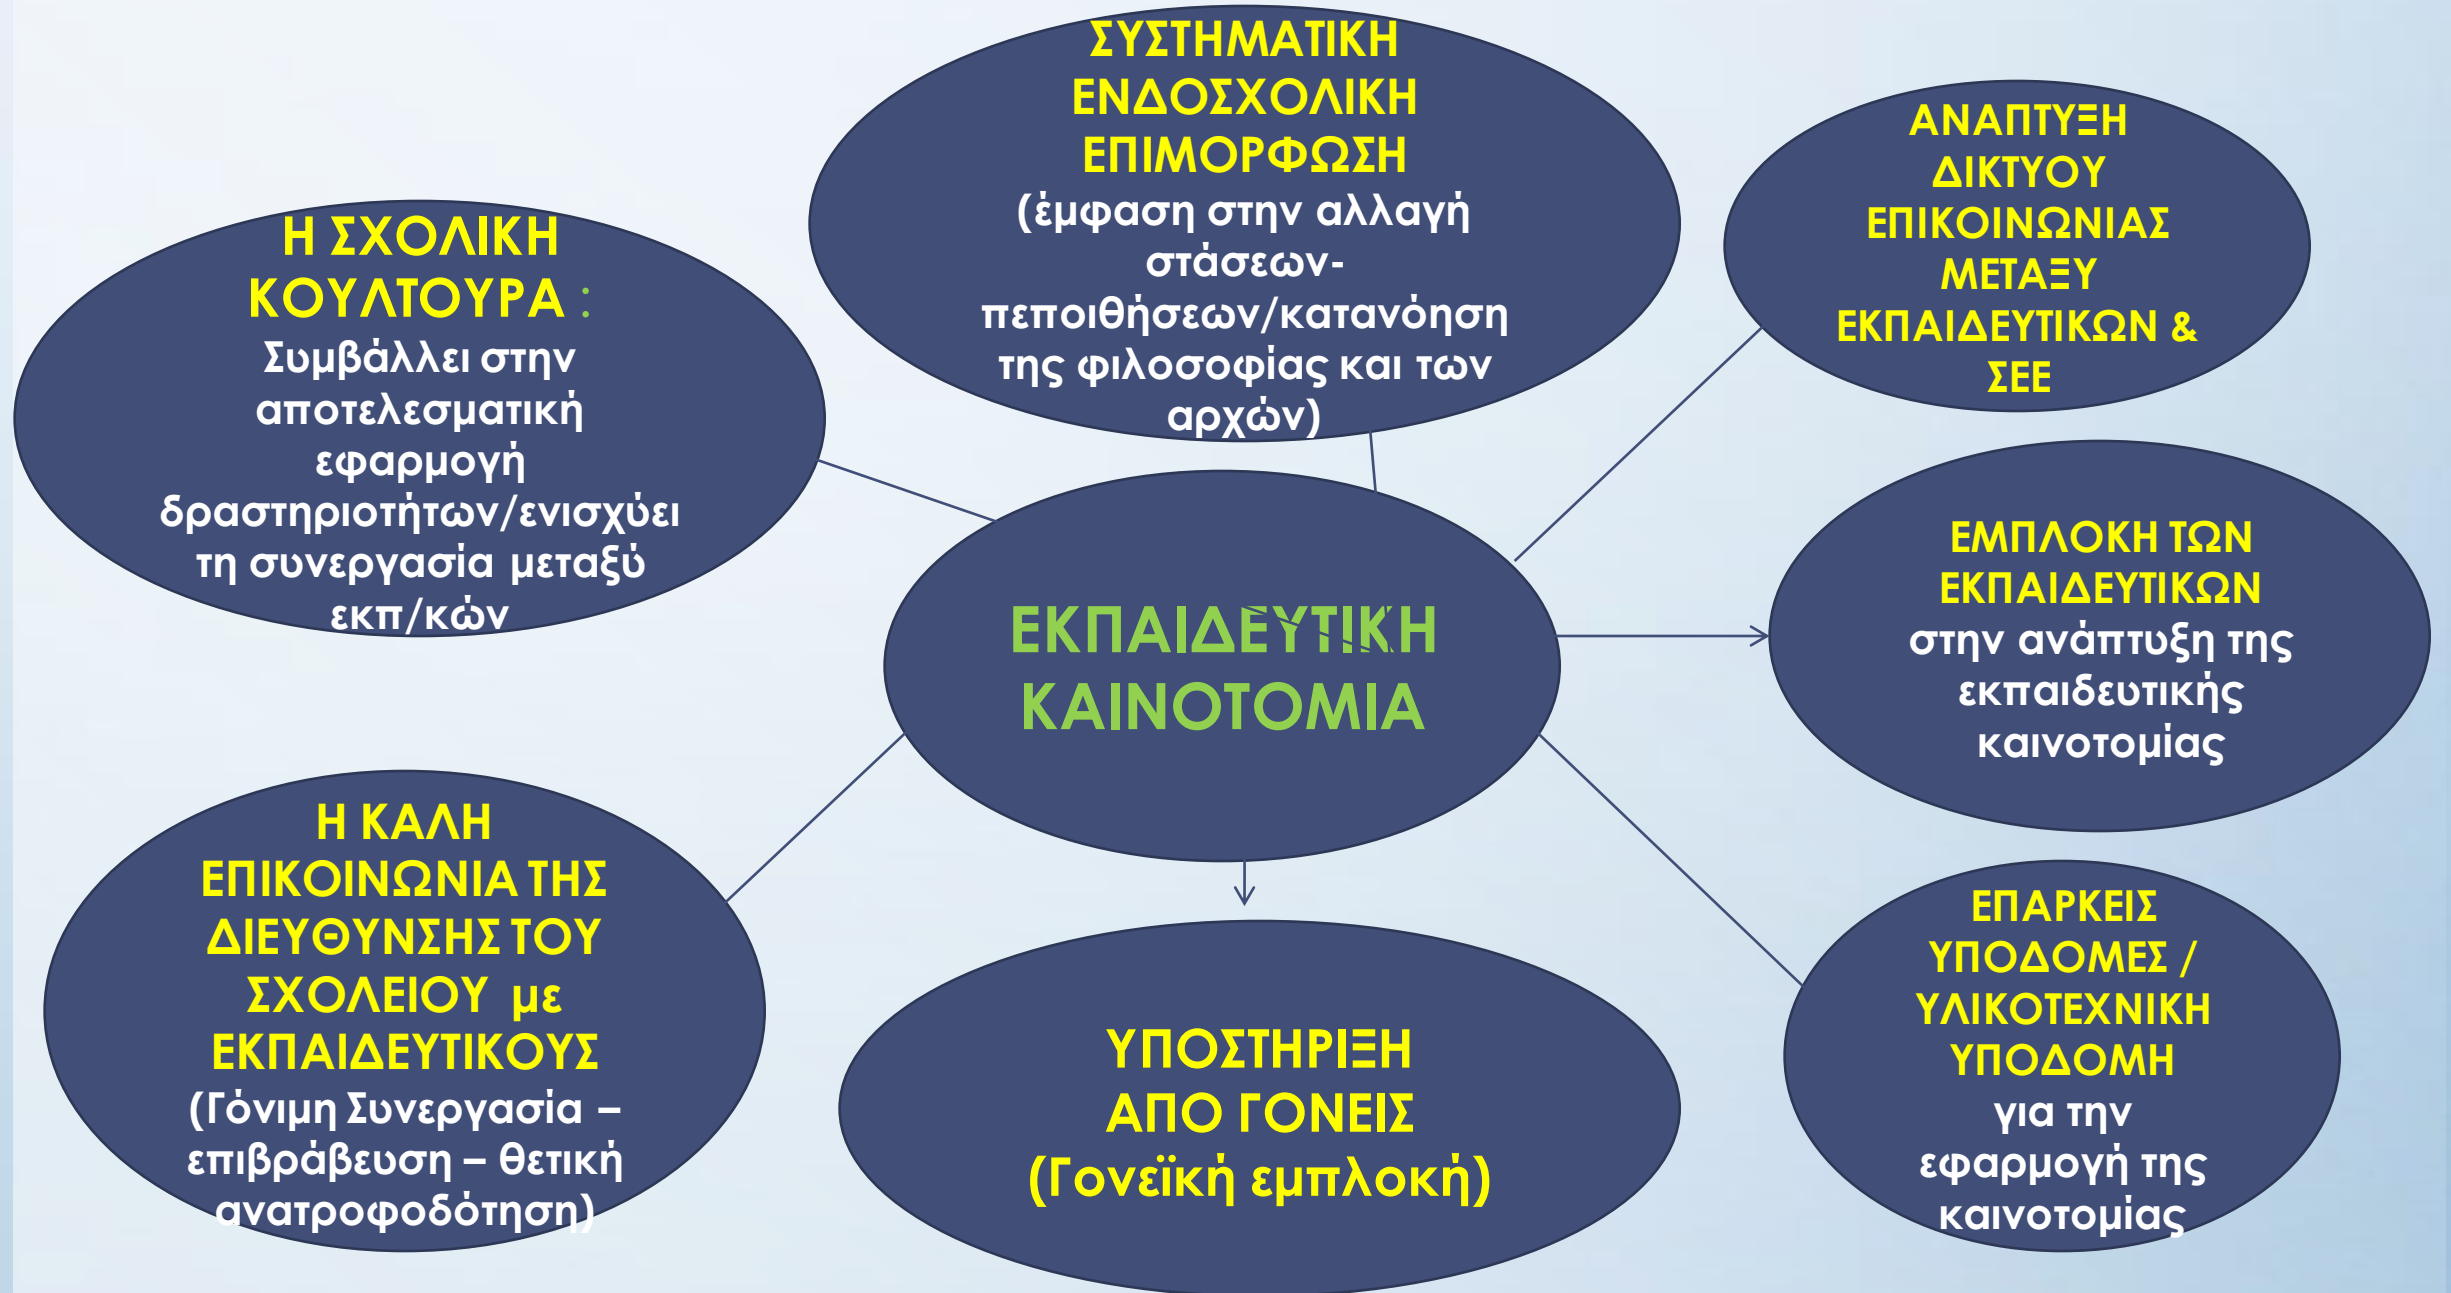 ΣΥΣΤΗΜΑΤΙΚΗ
ΕΝΔΟΣΧΟΛΙΚΗ
ΕΠΙΜΟΡΦΩΣΗ
(έμφαση στην αλλαγή
στάσεων-
πεποιθήσεων/κατανόηση
της φιλοσοφίας και των
αρχών)
ΑΝΑΠΤΥΞΗ
ΔΙΚΤΥΟΥ
ΕΠΙΚΟΙΝΩΝΙΑΣ
ΜΕΤΑΞΥ
ΕΚΠΑΙΔΕΥΤΙΚΩΝ &
ΣΕΕ
Η ΣΧΟΛΙΚΗ
ΚΟΥΛΤΟΥΡΑ :
Συμβάλλει στην
αποτελεσματική
εφαρμογή
δραστηριοτήτων/ενισχύει
τη συνεργασία μεταξύ
εκπ/κών
ΕΜΠΛΟΚΗ ΤΩΝ
ΕΚΠΑΙΔΕΥΤΙΚΩΝ
στην ανάπτυξη της
εκπαιδευτικής
καινοτομίας
ΕΚΠΑΙΔΕΥΤΙΚΗ
ΚΑΙΝΟΤΟΜΙΑ
Η ΚΑΛΗ
ΕΠΙΚΟΙΝΩΝΙΑ ΤΗΣ
ΔΙΕΥΘΥΝΣΗΣ ΤΟΥ
ΣΧΟΛΕΙΟΥ με
ΕΚΠΑΙΔΕΥΤΙΚΟΥΣ
(Γόνιμη Συνεργασία –
επιβράβευση – θετική
ανατροφοδότηση)
ΥΠΟΣΤΗΡΙΞΗ
ΑΠΟ ΓΟΝΕΙΣ
(Γονεϊκή εμπλοκή)
ΕΠΑΡΚΕΙΣ
ΥΠΟΔΟΜΕΣ /
ΥΛΙΚΟΤΕΧΝΙΚΗ
ΥΠΟΔΟΜΗ
για την
εφαρμογή της
καινοτομίας